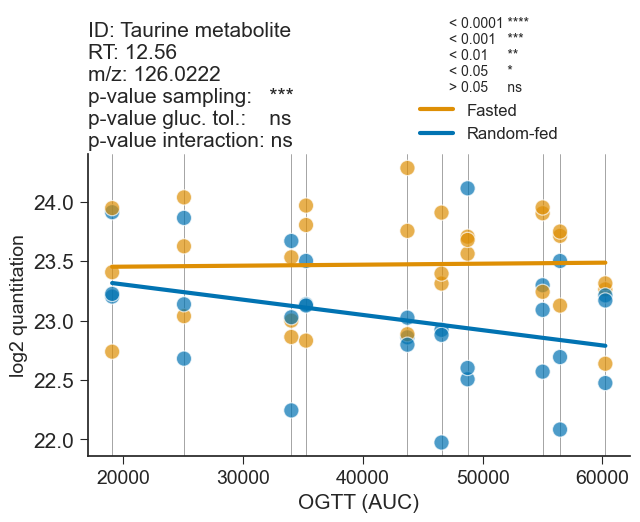 ID: Taurine metabolite
RT: 12.56
m/z: 126.0222
p-value sampling: ***
p-value gluc. tol.: ns
p-value interaction: ns
< 0.0001 ****
< 0.001 ***
< 0.01 **
< 0.05 *
> 0.05 ns
Fasted
Random-fed
log2 quantitation
24.0
23.5
23.0
22.5
22.0
20000 30000 40000 50000 60000
OGTT (AUC)